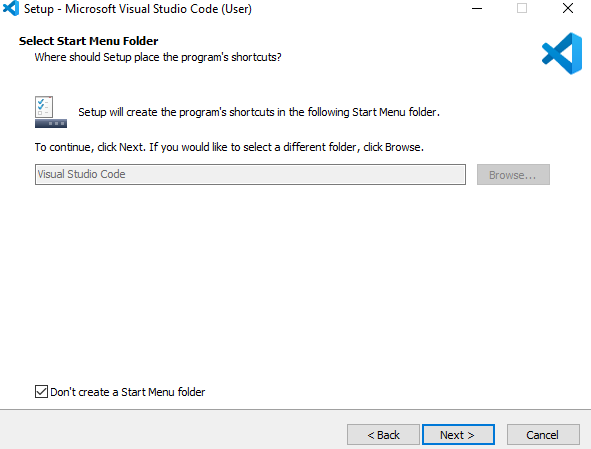 Setup - Microsoft Visual Studio Code (User)
Select Start Menu Folder
Where should Setup place the program's shortcuts?
Setup will create the program's shortcuts in the following Start Menu folder.
To continue, click Next. If you would like to select a different folder, click Browse.
Visual Studio Code
Browse...
Don't create a Start Menu folder
< Back
Next >
Cancel